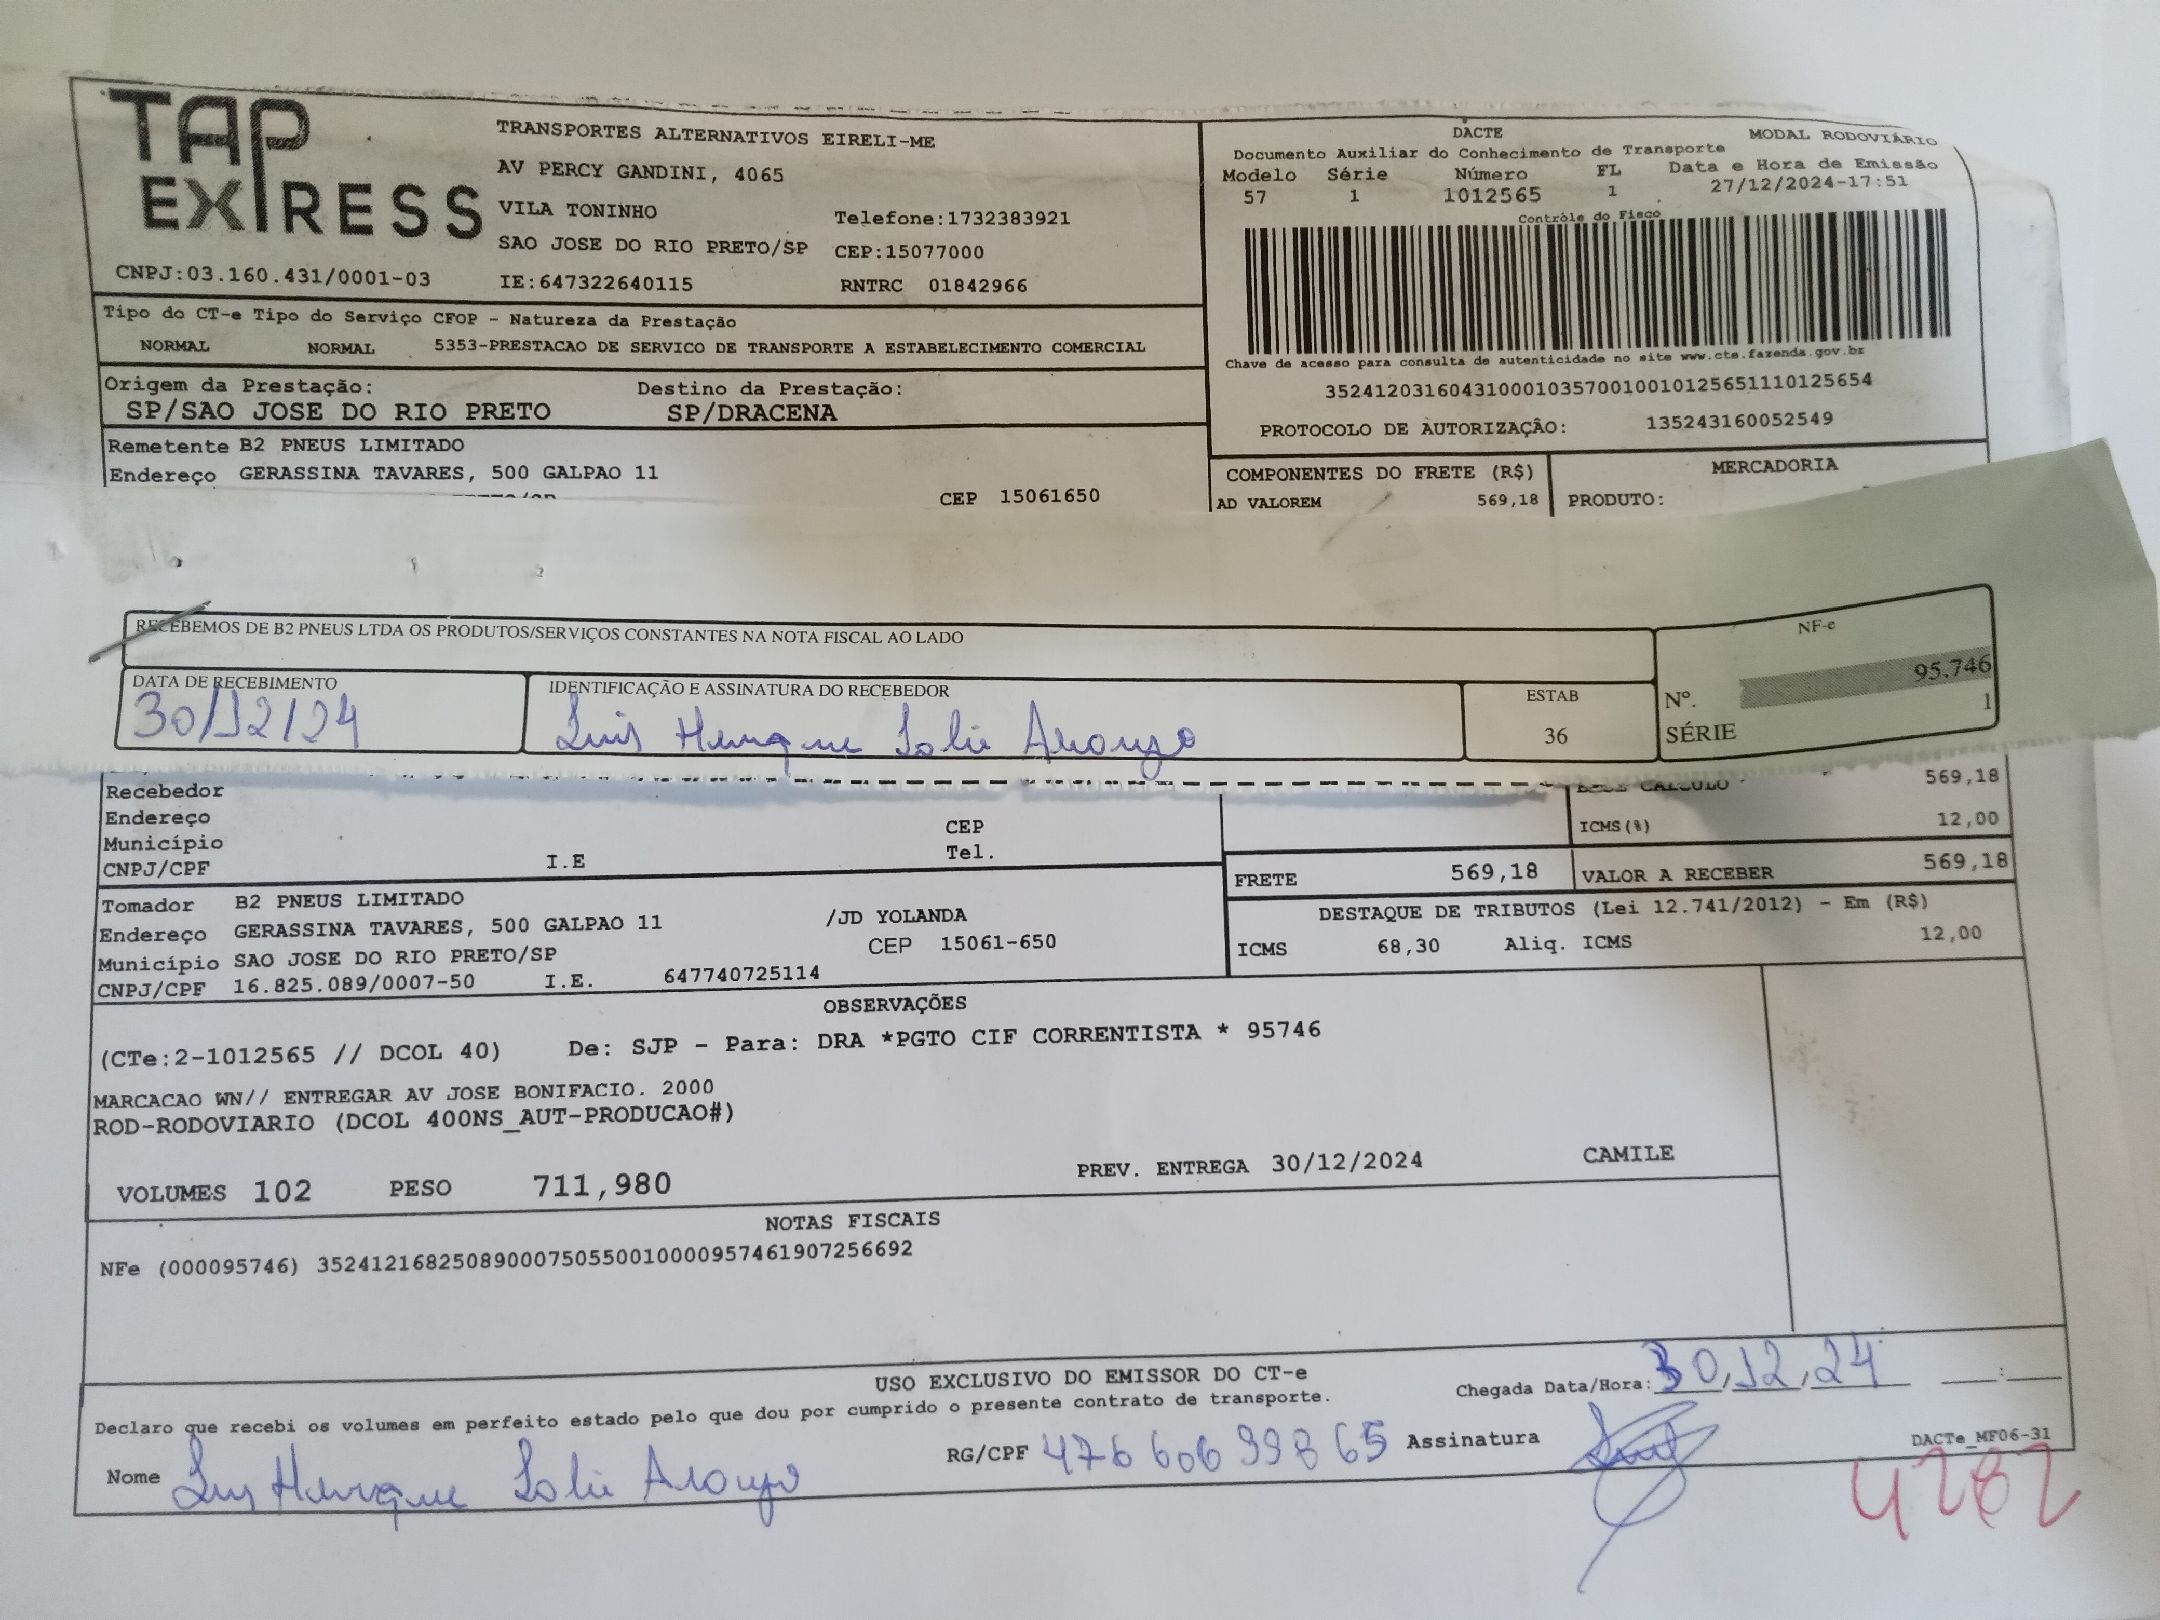 TAP EXPRESS
TRANSPORTES ALTERNATIVOS EIRELI-ME
AV PERCY GANDINI, 4065
VILA TONINHO Telefone:1732383921
SAO JOSE DO RIO PRETO/SP CEP:15077000
CNPJ:03.160.431/0001-03 IE:647322640115 RNTRC 01842966
DACTE MODAL RODOVIÁRIO
Documento Auxiliar do Conhecimento de Transporte
Modelo Série Número FL Data e Hora de Emissão
57 1 1012565 1 27/12/2024-17:51
Contrôle do Fisco
Chave de acesso para consulta de autenticidade no site www.cte.fazenda.gov.br
35241203160431000103570010010125651110125654
PROTOCOLO DE AUTORIZAÇÂO: 135243160052549
Tipo do CT-e Tipo do Serviço CFOP - Natureza da Prestação
NORMAL NORMAL 5353-PRESTACAO DE SERVICO DE TRANSPORTE A ESTABELECIMENTO COMERCIAL
Origem da Prestação: Destino da Prestação:
SP/SAO JOSE DO RIO PRETO SP/DRACENA
Remetente B2 PNEUS LIMITADO
Endereço GERASSINA TAVARES, 500 GALPAO 11
CEP 15061650
COMPONENTES DO FRETE (R$) MERCADORIA
AD VALOREM 569,18 PRODUTO:
RECEBEMOS DE B2 PNEUS LTDA OS PRODUTOS/SERVIÇOS CONSTANTES NA NOTA FISCAL AO LADO
DATA DE RECEBIMENTO IDENTIFICAÇÃO E ASSINATURA DO RECEBEDOR ESTAB
30/12/24 Luis Henrique Araujo 36
NF-e
Nº. 95.746
SÉRIE 1
Recebedor
Endereço
Município CEP
CNPJ/CPF I.E Tel.
BASE CALCULO 569,18
ICMS(%) 12,00
FRETE 569,18 VALOR A RECEBER 569,18
DESTAQUE DE TRIBUTOS (Lei 12.741/2012) - Em (R$)
ICMS 68,30 Aliq. ICMS 12,00
Tomador B2 PNEUS LIMITADO
Endereço GERASSINA TAVARES, 500 GALPAO 11 /JD YOLANDA
Município SAO JOSE DO RIO PRETO/SP CEP 15061-650
CNPJ/CPF 16.825.089/0007-50 I.E. 647740725114
OBSERVAÇÕES
(CTe:2-1012565 // DCOL 40) De: SJP - Para: DRA *PGTO CIF CORRENTISTA * 95746
MARCACAO WN// ENTREGAR AV JOSE BONIFACIO. 2000
ROD-RODOVIARIO (DCOL 400NS_AUT-PRODUCAO#)
VOLUMES 102 PESO 711,980 PREV. ENTREGA 30/12/2024 CAMILE
NOTAS FISCAIS
NFe (000095746) 35241216825089000750550010000957461907256692
USO EXCLUSIVO DO EMISSOR DO CT-e
Declaro que recebi os volumes em perfeito estado pelo que dou por cumprido o presente contrato de transporte.
Chegada Data/Hora: 30,12,24 :
Nome Luis Henrique Araujo RG/CPF 476 606 998 65 Assinatura
DACTe_MF06-31
4282